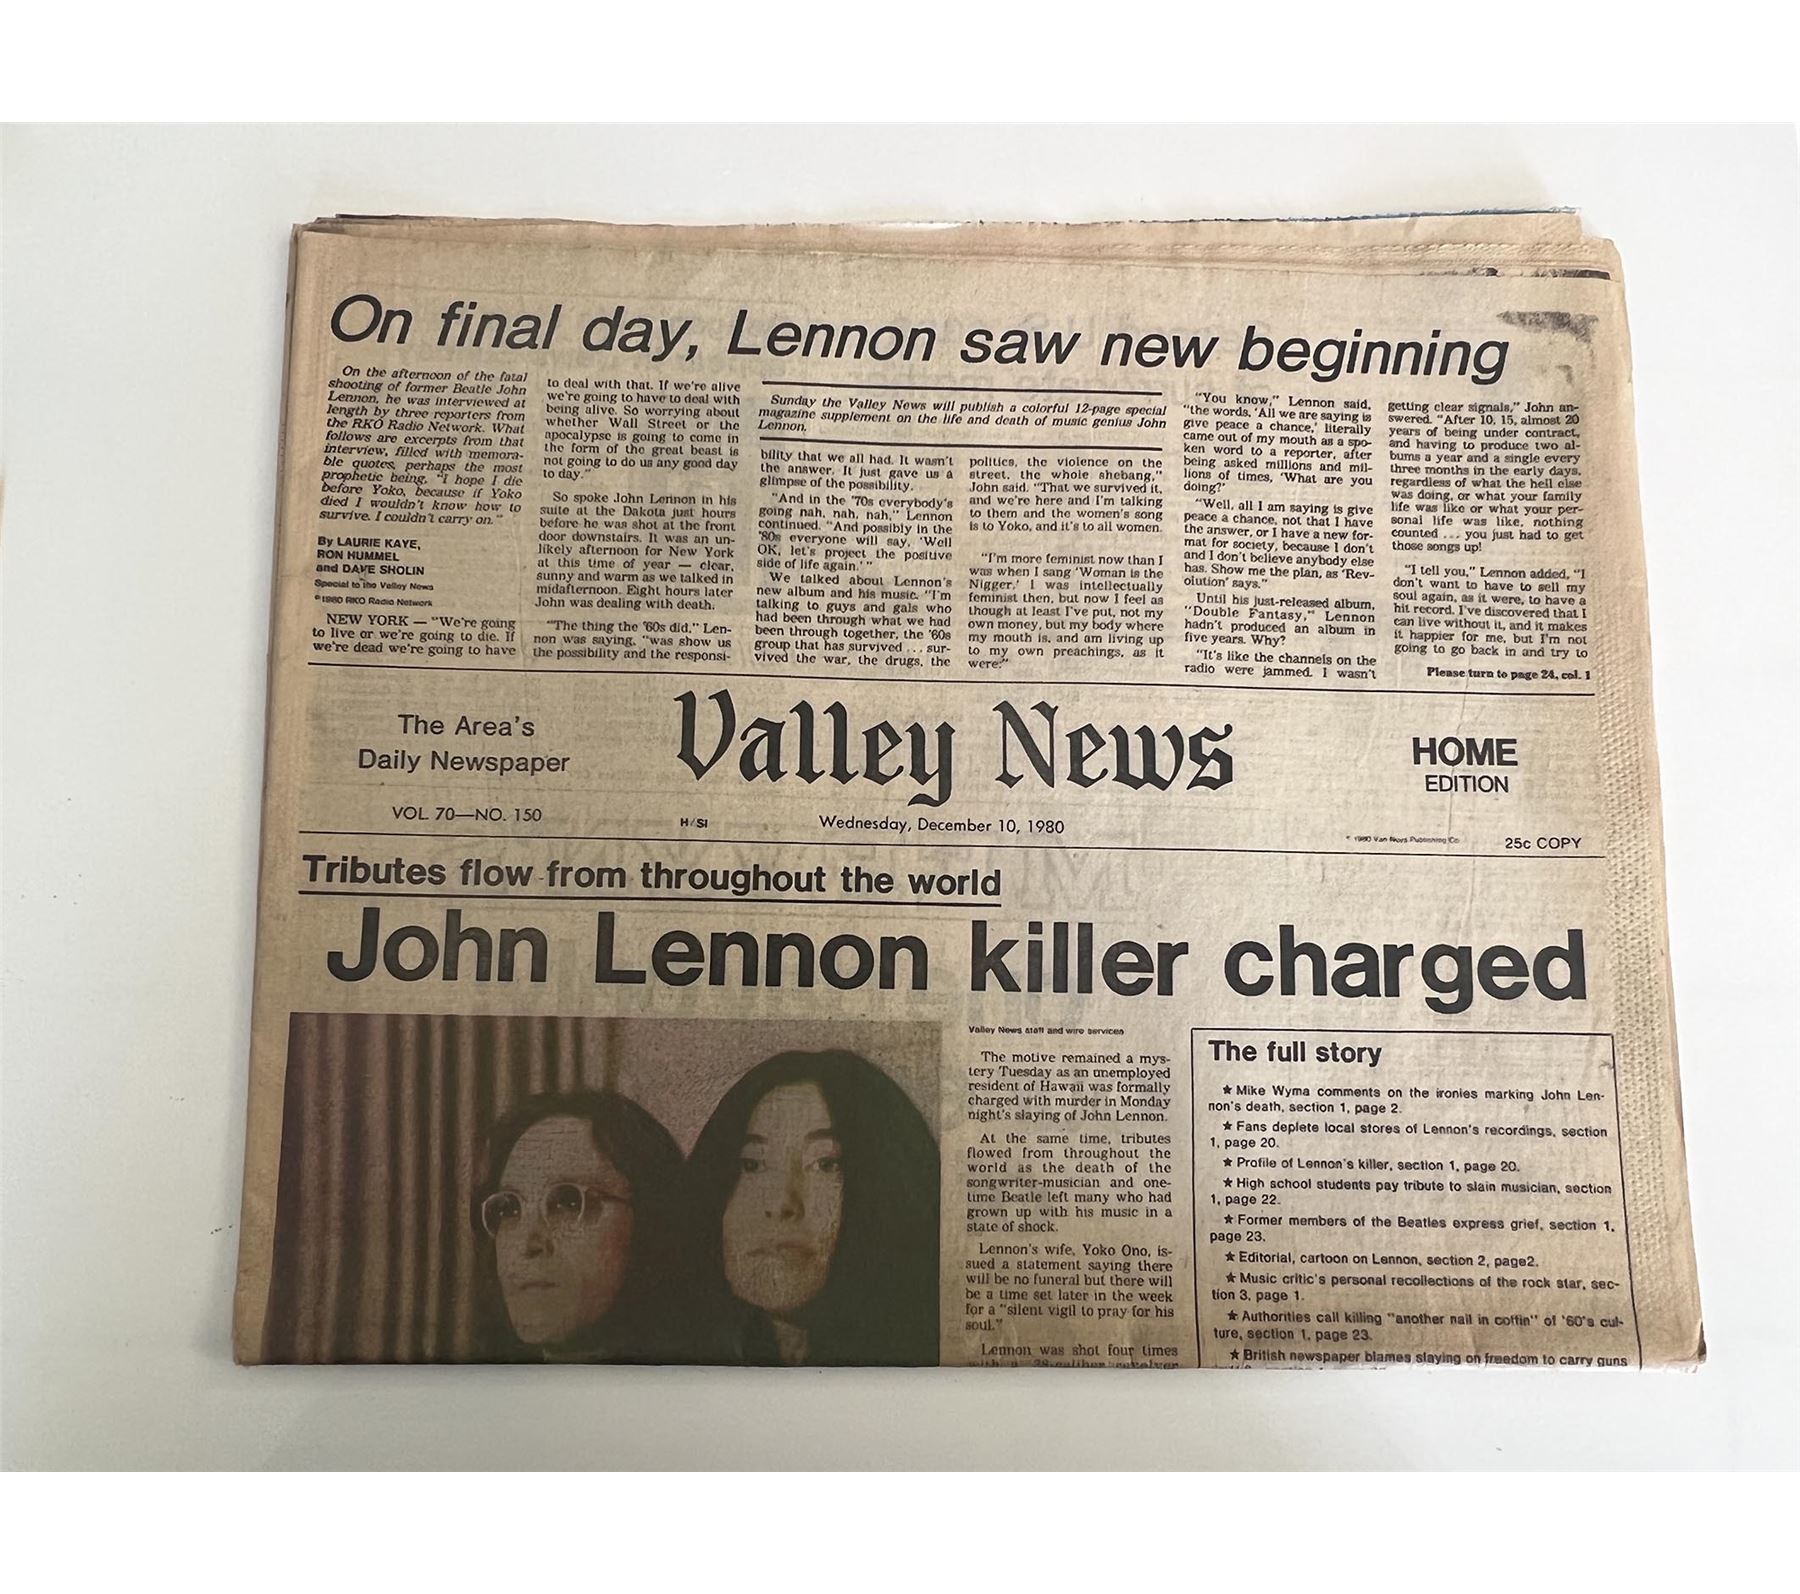 On final day, Lennon saw new beginning
On the afternoon of the fatal
shooting of former Beatle John
Lennon, he was interviewed at
length by three reporters from
the RKO Radio Network. What
follows are excerpts from that
interview, filled with memora-
ble quotes, perhaps the most
prophetic being, "I hope I die
before Yoko, because if Yoko
died I wouldn't know how to
survive. I couldn't carry on."
By LAURIE KAYE,
RON HUMMEL
and DAVE SHOLIN
Special to the Valley News
©1980 RKO Radio Network
NEW YORK — "We're going
to live or we're going to die. If
we're dead we're going to have
to deal with that. If we're alive
we're going to have to deal with
being alive. So worrying about
whether Wall Street or the
apocalypse is going to come in
the form of the great beast is
not going to do us any good day
to day."
So spoke John Lennon in his
suite at the Dakota just hours
before he was shot at the front
door downstairs. It was an un-
likely afternoon for New York
at this time of year — clear,
sunny and warm as we talked in
midafternoon. Eight hours later
John was dealing with death.
"The thing the '60s did," Len-
non was saying, "was show us
the possibility and the responsi-
Sunday the Valley News will publish a colorful 12-page special
magazine supplement on the life and death of music genius John
Lennon.
bility that we all had. It wasn't
the answer. It just gave us a
glimpse of the possibility.
"And in the '70s everybody's
going nah, nah, nah," Lennon
continued. "And possibly in the
'80s everyone will say, 'Well
OK, let's project the positive
side of life again.' "
We talked about Lennon's
new album and his music. "I'm
talking to guys and gals who
had been through what we had
been through together, the '60s
group that has survived ... sur-
vived the war, the drugs, the
politics, the violence on the
street, the whole shebang,"
John said. "That we survived it,
and we're here and I'm talking
to them and the women's song
is to Yoko, and it's to all women.
"I'm more feminist now than I
was when I sang 'Woman is the
Nigger.' I was intellectually
feminist then, but now I feel as
though at least I've put, not my
own money, but my body where
my mouth is, and am living up
to my own preachings, as it
were."
"You know," Lennon said,
"the words, 'All we are saying is
give peace a chance,' literally
came out of my mouth as a spo-
ken word to a reporter, after
being asked millions and mil-
lions of times, 'What are you
doing?'
"Well, all I am saying is give
peace a chance, not that I have
the answer, or I have a new for-
mat for society, because I don't
and I don't believe anybody else
has. Show me the plan, as 'Rev-
olution' says."
Until his just-released album,
"Double Fantasy," Lennon
hadn't produced an album in
five years. Why?
"It's like the channels on the
radio were jammed. I wasn't
getting clear signals," John an-
swered. "After 10, 15, almost 20
years of being under contract,
and having to produce two al-
bums a year and a single every
three months in the early days,
regardless of what the hell else
was doing, or what your family
life was like or what your per-
sonal life was like, nothing
counted ... you just had to get
those songs up!
"I tell you," Lennon added, "I
don't want to have to sell my
soul again, as it were, to have a
hit record. I've discovered that I
can live without it, and it makes
it happier for me, but I'm not
going to go back in and try to
Please turn to page 24, col. 1
The Area's
Daily Newspaper
Valley News
HOME
EDITION
VOL. 70—NO. 150
H/SI
Wednesday, December 10, 1980
© 1980 Van Nuys Publishing Co.
25c COPY
Tributes flow from throughout the world
John Lennon killer charged
Valley News staff and wire services
The motive remained a mys-
tery Tuesday as an unemployed
resident of Hawaii was formally
charged with murder in Monday
night's slaying of John Lennon.
At the same time, tributes
flowed from throughout the
world as the death of the
songwriter-musician and one-
time Beatle left many who had
grown up with his music in a
state of shock.
Lennon's wife, Yoko Ono, is-
sued a statement saying there
will be no funeral but there will
be a time set later in the week
for a "silent vigil to pray for his
soul."
Lennon was shot four times
with a .38-caliber revolver
The full story
★ Mike Wyma comments on the ironies marking John Len-
non's death, section 1, page 2.
★ Fans deplete local stores of Lennon's recordings, section
1, page 20.
★ Profile of Lennon's killer, section 1, page 20.
★ High school students pay tribute to slain musician, section
1, page 22.
★ Former members of the Beatles express grief, section 1,
page 23.
★ Editorial, cartoon on Lennon, section 2, page2.
★ Music critic's personal recollections of the rock star, sec-
tion 3, page 1.
★ Authorities call killing "another nail in coffin" of '60's cul-
ture, section 1, page 23.
★ British newspaper blames slaying on freedom to carry guns